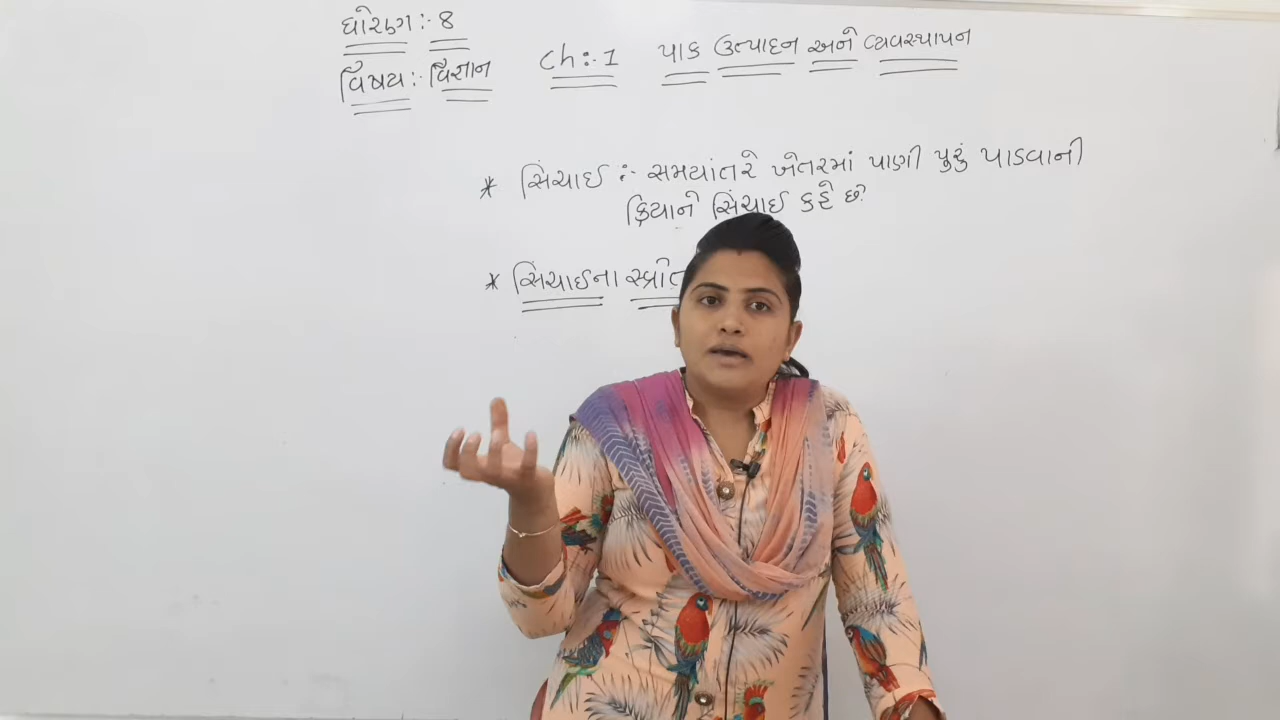 ધોરણ :- 8
વિષય :- વિજ્ઞાન
Ch :- 1 પાક ઉત્પાદન અને વ્યવસ્થાપન
* સિંચાઈ :- સમયાંતરે ખેતરમાં પાણી પુરું પાડવાની
ક્રિયાને સિંચાઈ કહે છે.
* સિંચાઈના